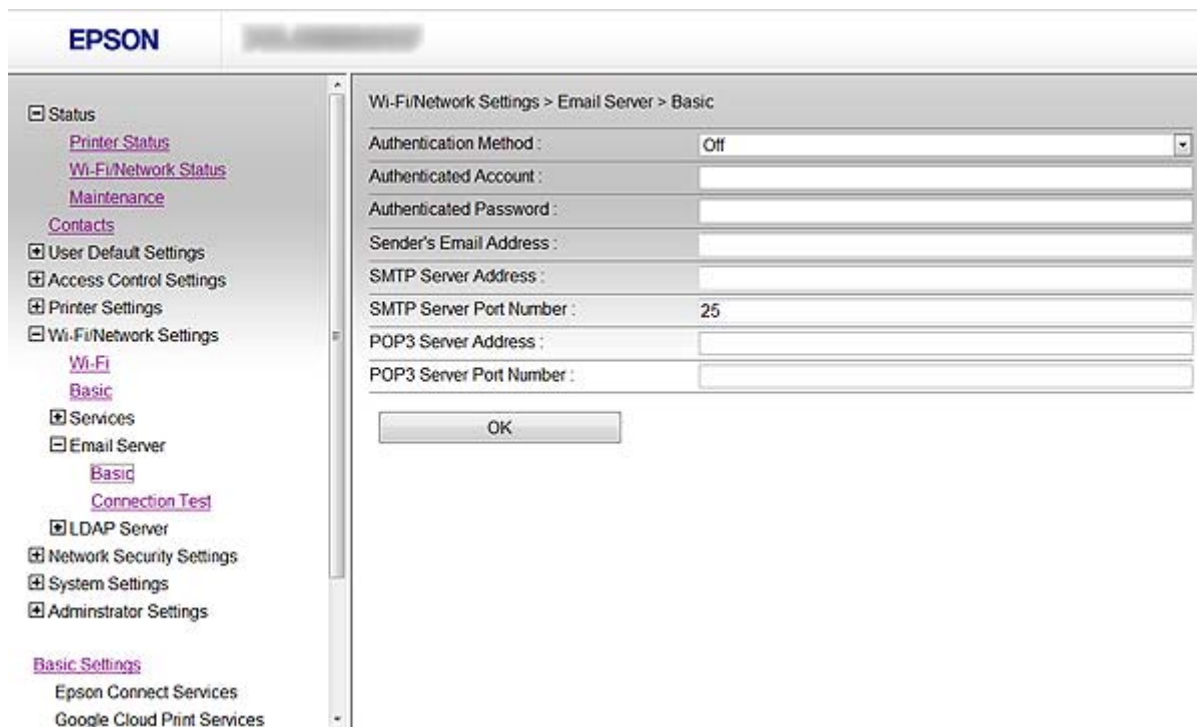 EPSON
Status
Printer Status
Wi-Fi/Network Status
Maintenance
Contacts
User Default Settings
Access Control Settings
Printer Settings
Wi-Fi/Network Settings
Wi-Fi
Basic
Services
Email Server
Basic
Connection Test
LDAP Server
Network Security Settings
System Settings
Adminstrator Settings
Basic Settings
Epson Connect Services
Google Cloud Print Services
Wi-Fi/Network Settings > Email Server > Basic
Authentication Method : Off
Authenticated Account :
Authenticated Password :
Sender's Email Address :
SMTP Server Address :
SMTP Server Port Number : 25
POP3 Server Address :
POP3 Server Port Number :
OK